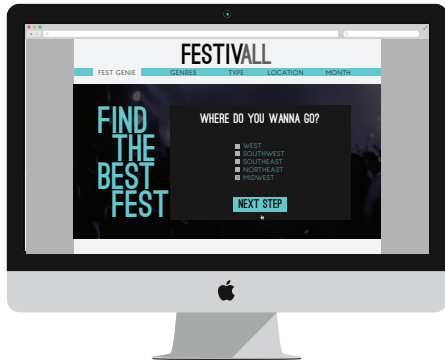 FESTIVALL
FEST GENIE GENRES TYPE LOCATION MONTH
FIND
THE
BEST
FEST
WHERE DO YOU WANNA GO?
WEST
SOUTHWEST
SOUTHEAST
NORTHEAST
MIDWEST
NEXT STEP